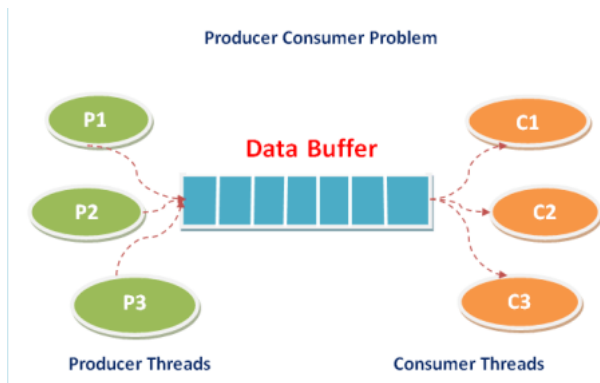 Producer Consumer Problem
P1
C1
Data Buffer
P2
C2
P3
C3
Producer Threads
Consumer Threads